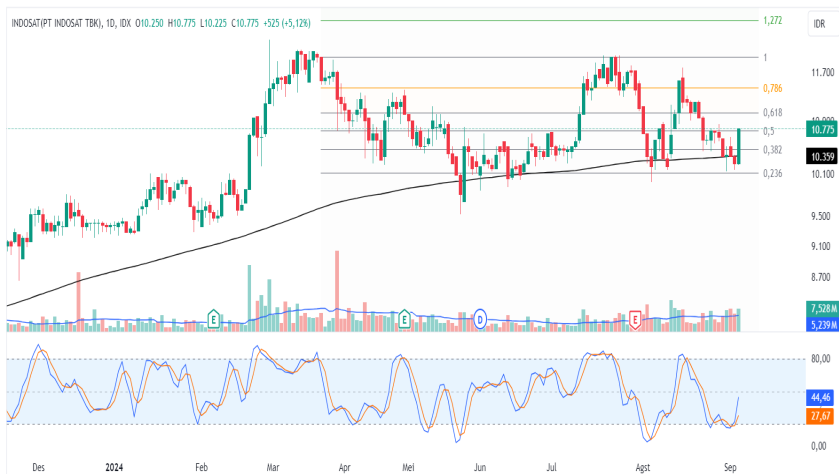 INDOSAT(PT INDOSAT TBK), 1D, IDX O10.250 H10.775 L10.225 C10.775 +525 (+5,12%)
IDR
1,272
1
11.700
0,786
0,618
10.775
0,5
0,382
10.359
0,236
10.100
9.500
9.100
8.700
7,528M
5,239M
E
E
D
E
80,00
44,46
27,67
0,00
Des 2024 Feb Mar Apr Mei Jun Jul Agst Sep